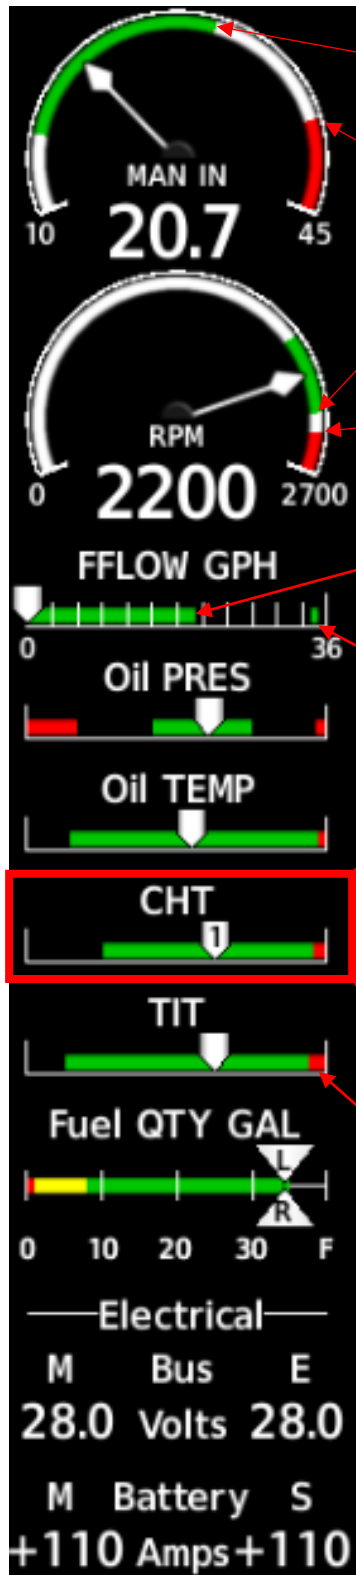 MAN IN
10 20.7 45
RPM
0 2200 2700
FFLOW GPH
0 36
Oil PRES
Oil TEMP
CHT
1
TIT
Fuel QTY GAL
L
R
0 10 20 30 F
Electrical
M Bus E
28.0 Volts 28.0
M Battery S
+110 Amps +110